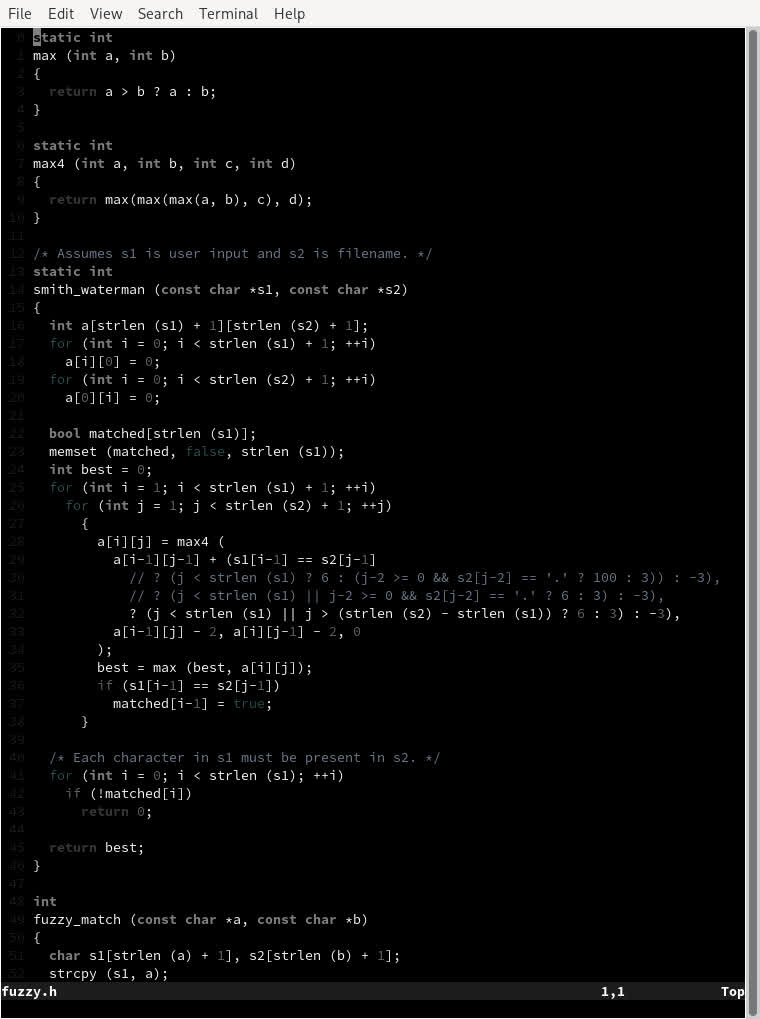 File Edit View Search Terminal Help
0 static int
1 max (int a, int b)
2 {
3   return a > b ? a : b;
4 }
5
6 static int
7 max4 (int a, int b, int c, int d)
8 {
9   return max(max(max(a, b), c), d);
10 }
11
12 /* Assumes s1 is user input and s2 is filename. */
13 static int
14 smith_waterman (const char *s1, const char *s2)
15 {
16   int a[strlen (s1) + 1][strlen (s2) + 1];
17   for (int i = 0; i < strlen (s1) + 1; ++i)
18     a[i][0] = 0;
19   for (int i = 0; i < strlen (s2) + 1; ++i)
20     a[0][i] = 0;
21
22   bool matched[strlen (s1)];
23   memset (matched, false, strlen (s1));
24   int best = 0;
25   for (int i = 1; i < strlen (s1) + 1; ++i)
26     for (int j = 1; j < strlen (s2) + 1; ++j)
27       {
28         a[i][j] = max4 (
29           a[i-1][j-1] + (s1[i-1] == s2[j-1]
30             // ? (j < strlen (s1) ? 6 : (j-2 >= 0 && s2[j-2] == '.' ? 100 : 3)) : -3),
31             // ? (j < strlen (s1) || j-2 >= 0 && s2[j-2] == '.' ? 6 : 3) : -3),
32             ? (j < strlen (s1) || j > (strlen (s2) - strlen (s1)) ? 6 : 3) : -3),
33           a[i-1][j] - 2, a[i][j-1] - 2, 0
34         );
35         best = max (best, a[i][j]);
36         if (s1[i-1] == s2[j-1])
37           matched[i-1] = true;
38       }
39
40   /* Each character in s1 must be present in s2. */
41   for (int i = 0; i < strlen (s1); ++i)
42     if (!matched[i])
43       return 0;
44
45   return best;
46 }
47
48 int
49 fuzzy_match (const char *a, const char *b)
50 {
51   char s1[strlen (a) + 1], s2[strlen (b) + 1];
52   strcpy (s1, a);
fuzzy.h 1,1 Top